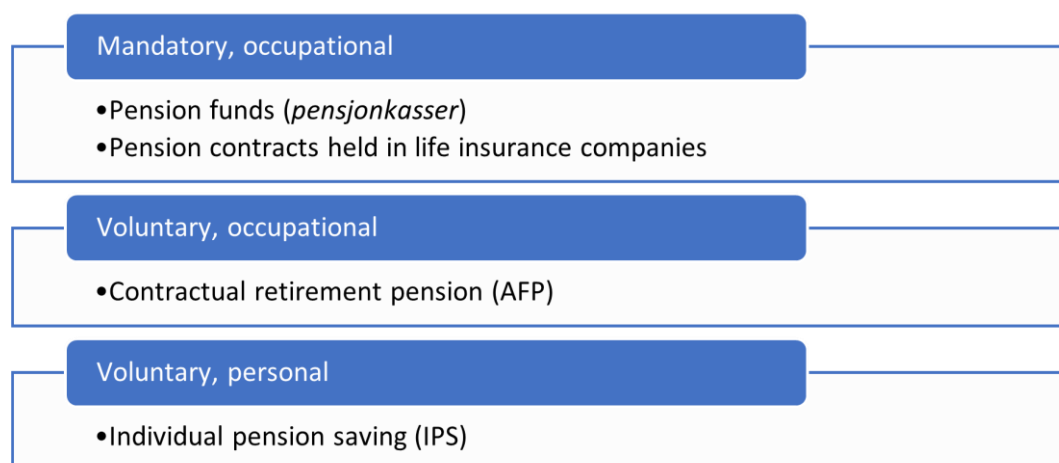 Mandatory, occupational
•Pension funds (pensjonkasser)
•Pension contracts held in life insurance companies
Voluntary, occupational
•Contractual retirement pension (AFP)
Voluntary, personal
•Individual pension saving (IPS)